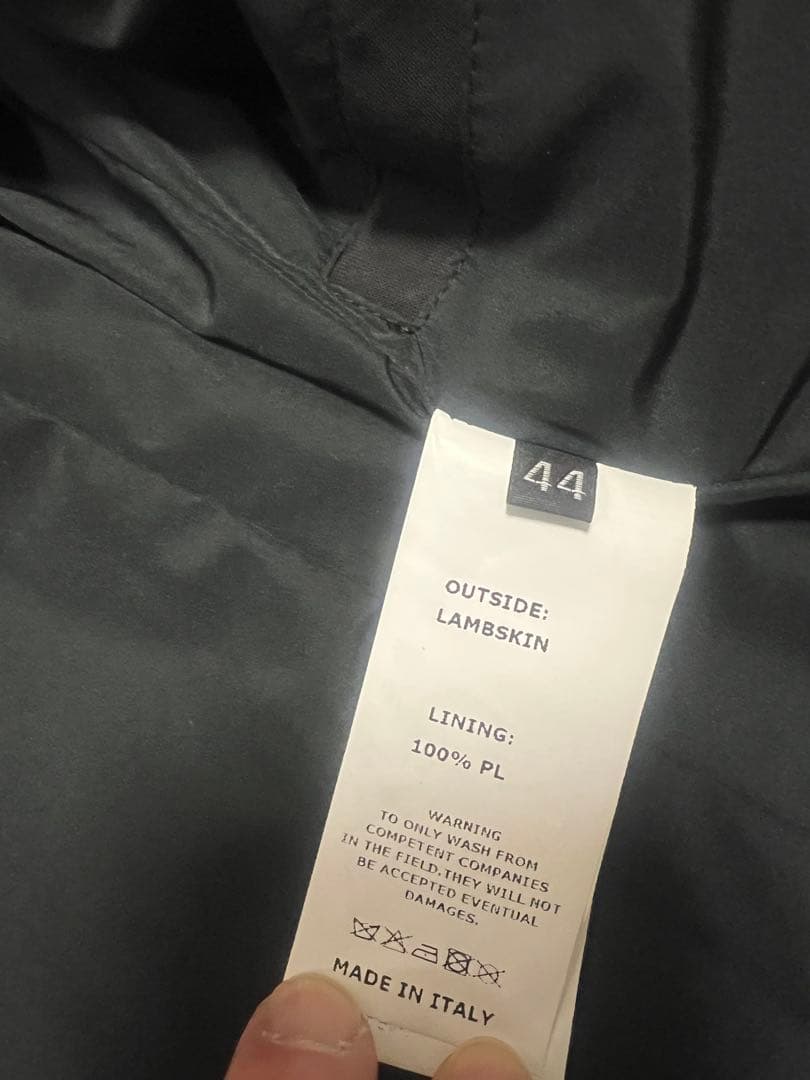 44
OUTSIDE:
LAMBSKIN
LINING:
100% PL
WARNING
TO ONLY WASH FROM
COMPETENT COMPANIES
IN THE FIELD.THEY WILL NOT
BE ACCEPTED EVENTUAL
DAMAGES.
MADE IN ITALY